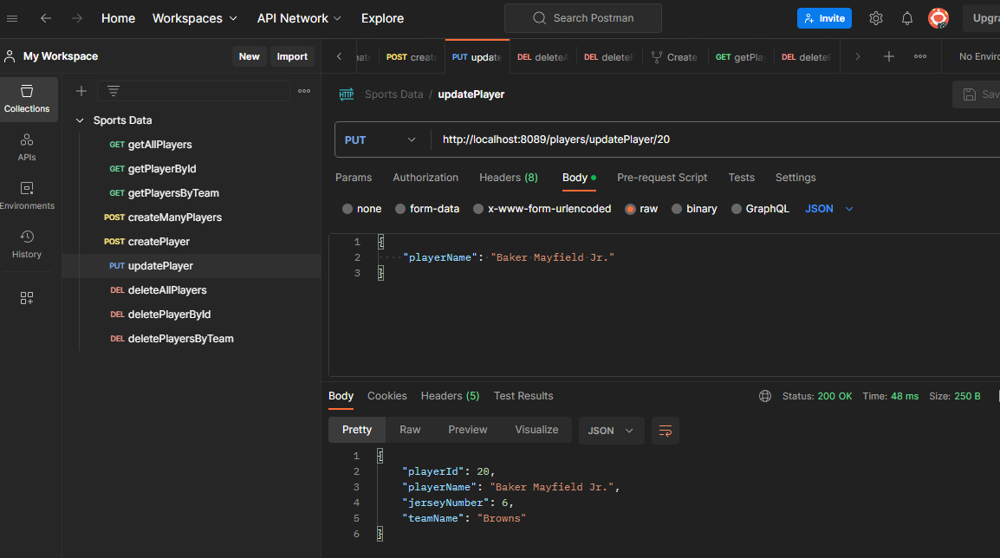 Home Workspaces API Network Explore Search Postman Invite
My Workspace New Import POST PUT update DEL delete DEL delete Create GET getPla DEL delete No Enviro
Collections
APIs
Environments
History
Sports Data
GET getAllPlayers
GET getPlayerById
GET getPlayersByTeam
POST createManyPlayers
POST createPlayer
PUT updatePlayer
DEL deleteAllPlayers
DEL deletePlayerById
DEL deletePlayersByTeam
HTTP Sports Data / updatePlayer Sav
PUT http://localhost:8089/players/updatePlayer/20
Params Authorization Headers (8) Body Pre-request Script Tests Settings
none form-data x-www-form-urlencoded raw binary GraphQL JSON
1 {
2 "playerName": "Baker Mayfield Jr."
3 }
Body Cookies Headers (5) Test Results Status: 200 OK Time: 48 ms Size: 250 B
Pretty Raw Preview Visualize JSON
1 {
2 "playerId": 20,
3 "playerName": "Baker Mayfield Jr.",
4 "jerseyNumber": 6,
5 "teamName": "Browns"
6 }